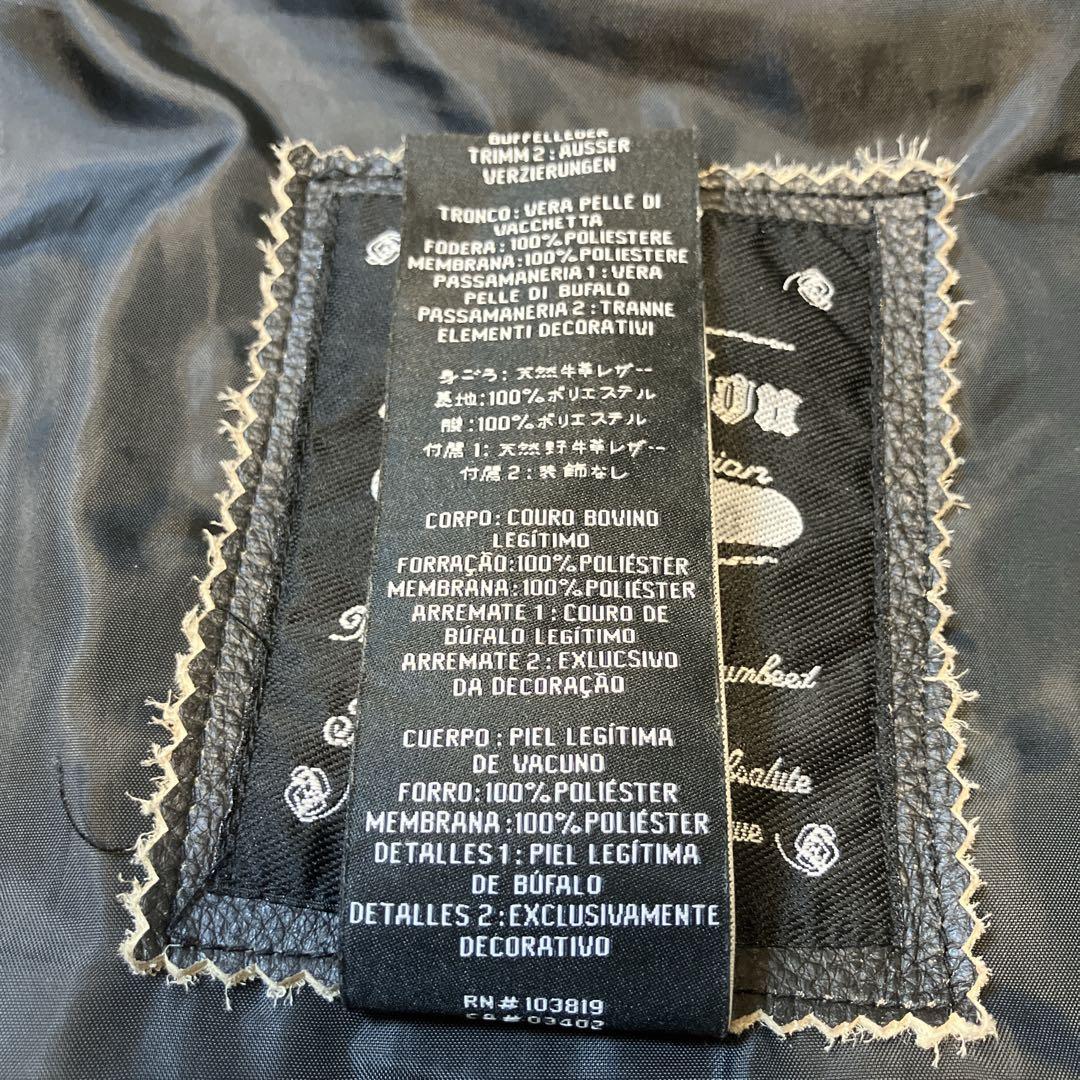 BÜFFELLEDER
TRIMM 2 : AUSSER
VERZIERUNGEN
TRONCO : VERA PELLE DI
VACCHETTA
FODERA : 100% POLIESTERE
MEMBRANA : 100% POLIESTERE
PASSAMANERIA 1 : VERA
PELLE DI BUFALO
PASSAMANERIA 2 : TRANNE
ELEMENTI DECORATIVI
身ごろ : 天然牛革レザー
裏地 : 100%ポリエステル
膜 : 100%ポリエステル
付属 1 : 天然野牛革レザー
付属 2 : 装飾なし
CORPO : COURO BOVINO
LEGÍTIMO
FORRAÇÃO:100% POLIÉSTER
MEMBRANA : 100% POLIÉSTER
ARREMATE 1 : COURO DE
BÚFALO LEGÍTIMO
ARREMATE 2 : EXLUCSIVO
DA DECORAÇÃO
CUERPO : PIEL LEGÍTIMA
DE VACUNO
FORRO : 100% POLIÉSTER
MEMBRANA : 100% POLIÉSTER
DETALLES 1 : PIEL LEGÍTIMA
DE BÚFALO
DETALLES 2 : EXCLUSIVAMENTE
DECORATIVO
RN # 103819
CA # 03402